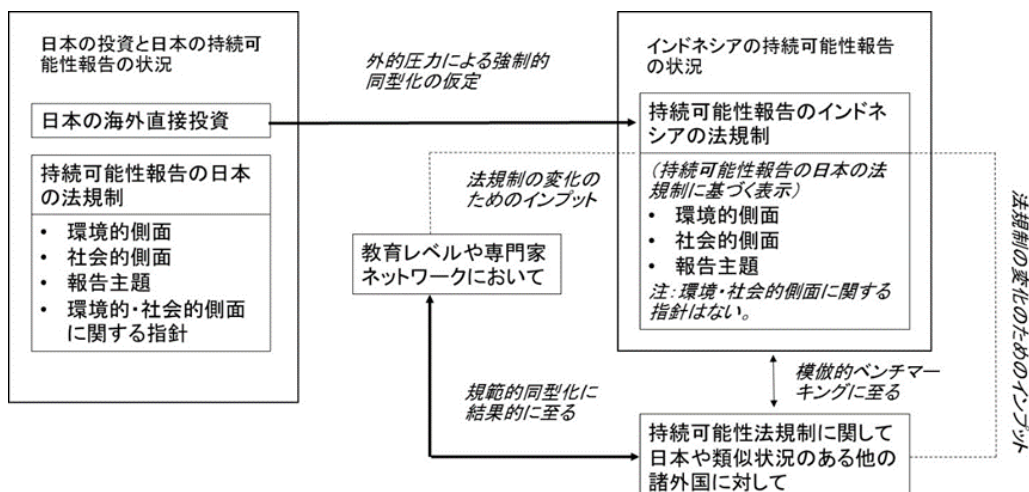 日本の投資と日本の持続可
能性報告の状況
日本の海外直接投資
持続可能性報告の日本
の法規制
• 環境的側面
• 社会的側面
• 報告主題
• 環境的・社会的側面
に関する指針
外的圧力による強制的
同型化の仮定
法規制の変化の
ためのインプット
教育レベルや専門家
ネットワークにおいて
規範的同型化に
結果的に至る
インドネシアの持続可能性報告
の状況
持続可能性報告のインドネ
シアの法規制
(持続可能性報告の日本の法
規制に基づく表示)
• 環境的側面
• 社会的側面
• 報告主題
注：環境・社会的側面に関する
指針はない。
模倣的ベンチマー
キングに至る
持続可能性法規制に関して
日本や類似状況のある他の
諸外国に対して
法規制の変化のためのインプット